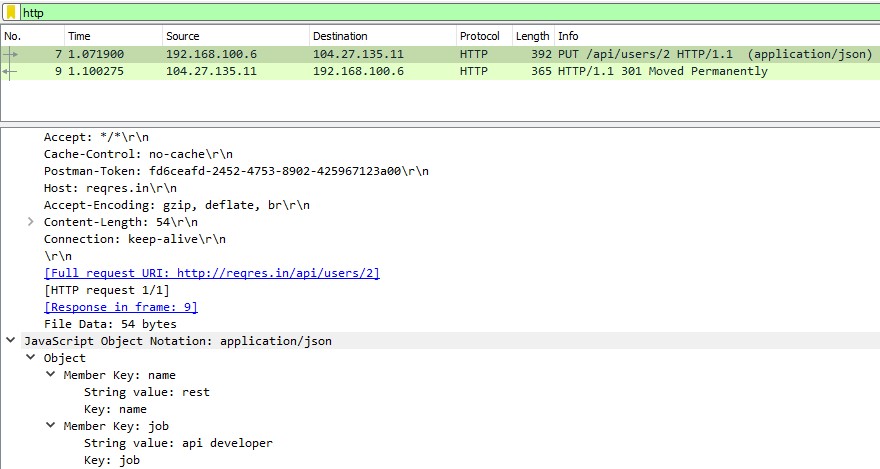 http
No. Time Source Destination Protocol Length Info
7 1.071900 192.168.100.6 104.27.135.11 HTTP 392 PUT /api/users/2 HTTP/1.1 (application/json)
9 1.100275 104.27.135.11 192.168.100.6 HTTP 365 HTTP/1.1 301 Moved Permanently
Accept: */*\r\n
Cache-Control: no-cache\r\n
Postman-Token: fd6ceafd-2452-4753-8902-425967123a00\r\n
Host: reqres.in\r\n
Accept-Encoding: gzip, deflate, br\r\n
Content-Length: 54\r\n
Connection: keep-alive\r\n
\r\n
[Full request URI: http://reqres.in/api/users/2]
[HTTP request 1/1]
[Response in frame: 9]
File Data: 54 bytes
JavaScript Object Notation: application/json
Object
Member Key: name
String value: rest
Key: name
Member Key: job
String value: api developer
Key: job